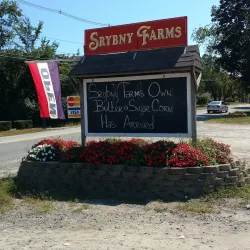 SRYBNY FARMS
OPEN
SRYBNY FARMS OWN
BUTTER & SUGAR CORN
HAS ARRIVED